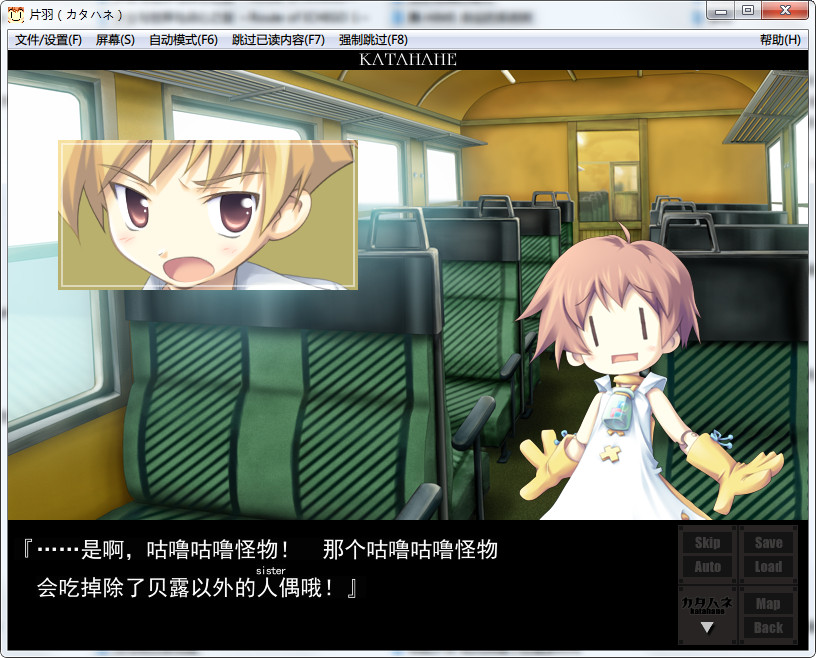 片羽 ( カタハネ )
文件/设置(F) 屏幕(S) 自动模式(F6) 跳过已读内容(F7) 强制跳过(F8) 帮助(H)
KATAHAHE
『……是啊，咕噜咕噜怪物！ 那个咕噜咕噜怪物
sister
会吃掉除了贝露以外的人偶哦！』
Skip Save
Auto Load
カタハネ
katahane
Map
Back